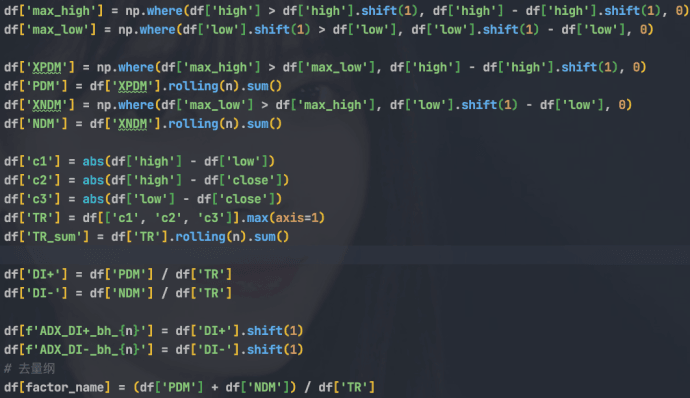 df['max_high'] = np.where(df['high'] > df['high'].shift(1), df['high'] - df['high'].shift(1), 0)
df['max_low'] = np.where(df['low'].shift(1) > df['low'], df['low'].shift(1) - df['low'], 0)
df['XPDM'] = np.where(df['max_high'] > df['max_low'], df['high'] - df['high'].shift(1), 0)
df['PDM'] = df['XPDM'].rolling(n).sum()
df['XNDM'] = np.where(df['max_low'] > df['max_high'], df['low'].shift(1) - df['low'], 0)
df['NDM'] = df['XNDM'].rolling(n).sum()
df['c1'] = abs(df['high'] - df['low'])
df['c2'] = abs(df['high'] - df['close'])
df['c3'] = abs(df['low'] - df['close'])
df['TR'] = df[['c1', 'c2', 'c3']].max(axis=1)
df['TR_sum'] = df['TR'].rolling(n).sum()
df['DI+'] = df['PDM'] / df['TR']
df['DI-'] = df['NDM'] / df['TR']
df[f'ADX_DI+_bh_{n}'] = df['DI+'].shift(1)
df[f'ADX_DI-_bh_{n}'] = df['DI-'].shift(1)
# 去量纲
df[factor_name] = (df['PDM'] + df['NDM']) / df['TR']